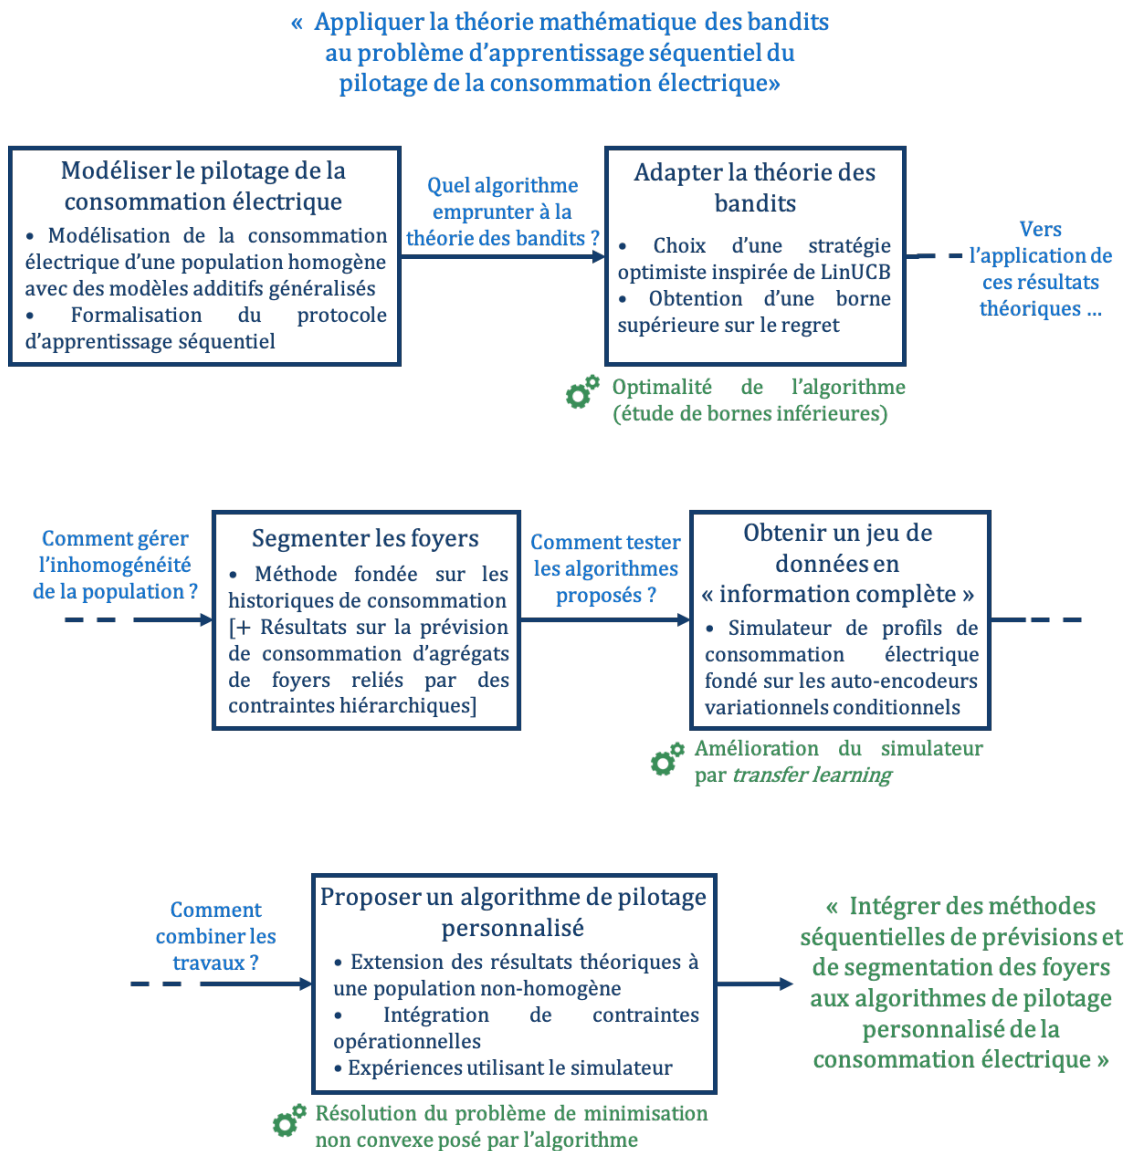 « Appliquer la théorie mathématique des bandits
au problème d'apprentissage séquentiel du
pilotage de la consommation électrique»
Modéliser le pilotage de la
consommation électrique
• Modélisation de la consommation
électrique d'une population homogène
avec des modèles additifs généralisés
• Formalisation du protocole
d'apprentissage séquentiel
Quel algorithme
emprunter à la
théorie des bandits ?
Adapter la théorie des
bandits
• Choix d'une stratégie
optimiste inspirée de LinUCB
• Obtention d'une borne
supérieure sur le regret
Optimalité de l'algorithme
(étude de bornes inférieures)
Vers
l'application de
ces résultats
théoriques ...
Comment gérer
l'inhomogénéité
de la population ?
Segmenter les foyers
• Méthode fondée sur les
historiques de consommation
[+ Résultats sur la prévision
de consommation d'agrégats
de foyers reliés par des
contraintes hiérarchiques]
Comment tester
les algorithmes
proposés ?
Obtenir un jeu de
données en
« information complète »
• Simulateur de profils de
consommation électrique
fondé sur les auto-encodeurs
variationnels conditionnels
Amélioration du simulateur
par transfer learning
Comment
combiner les
travaux ?
Proposer un algorithme de pilotage
personnalisé
• Extension des résultats théoriques à
une population non-homogène
• Intégration de contraintes
opérationnelles
• Expériences utilisant le simulateur
Résolution du problème de minimisation
non convexe posé par l'algorithme
« Intégrer des méthodes
séquentielles de prévisions et
de segmentation des foyers
aux algorithmes de pilotage
personnalisé de la
consommation électrique »